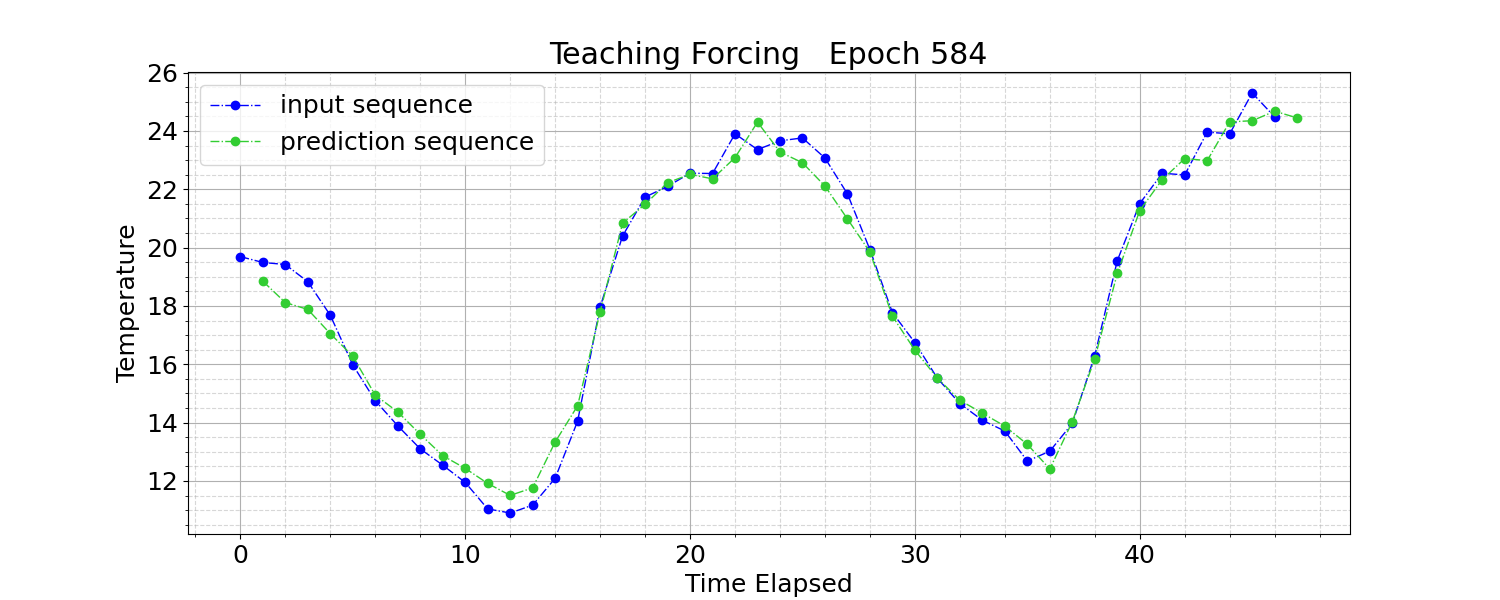 Teaching Forcing   Epoch 584
input sequence
prediction sequence
Temperature
26
24
22
20
18
16
14
12
0 10 20 30 40
Time Elapsed